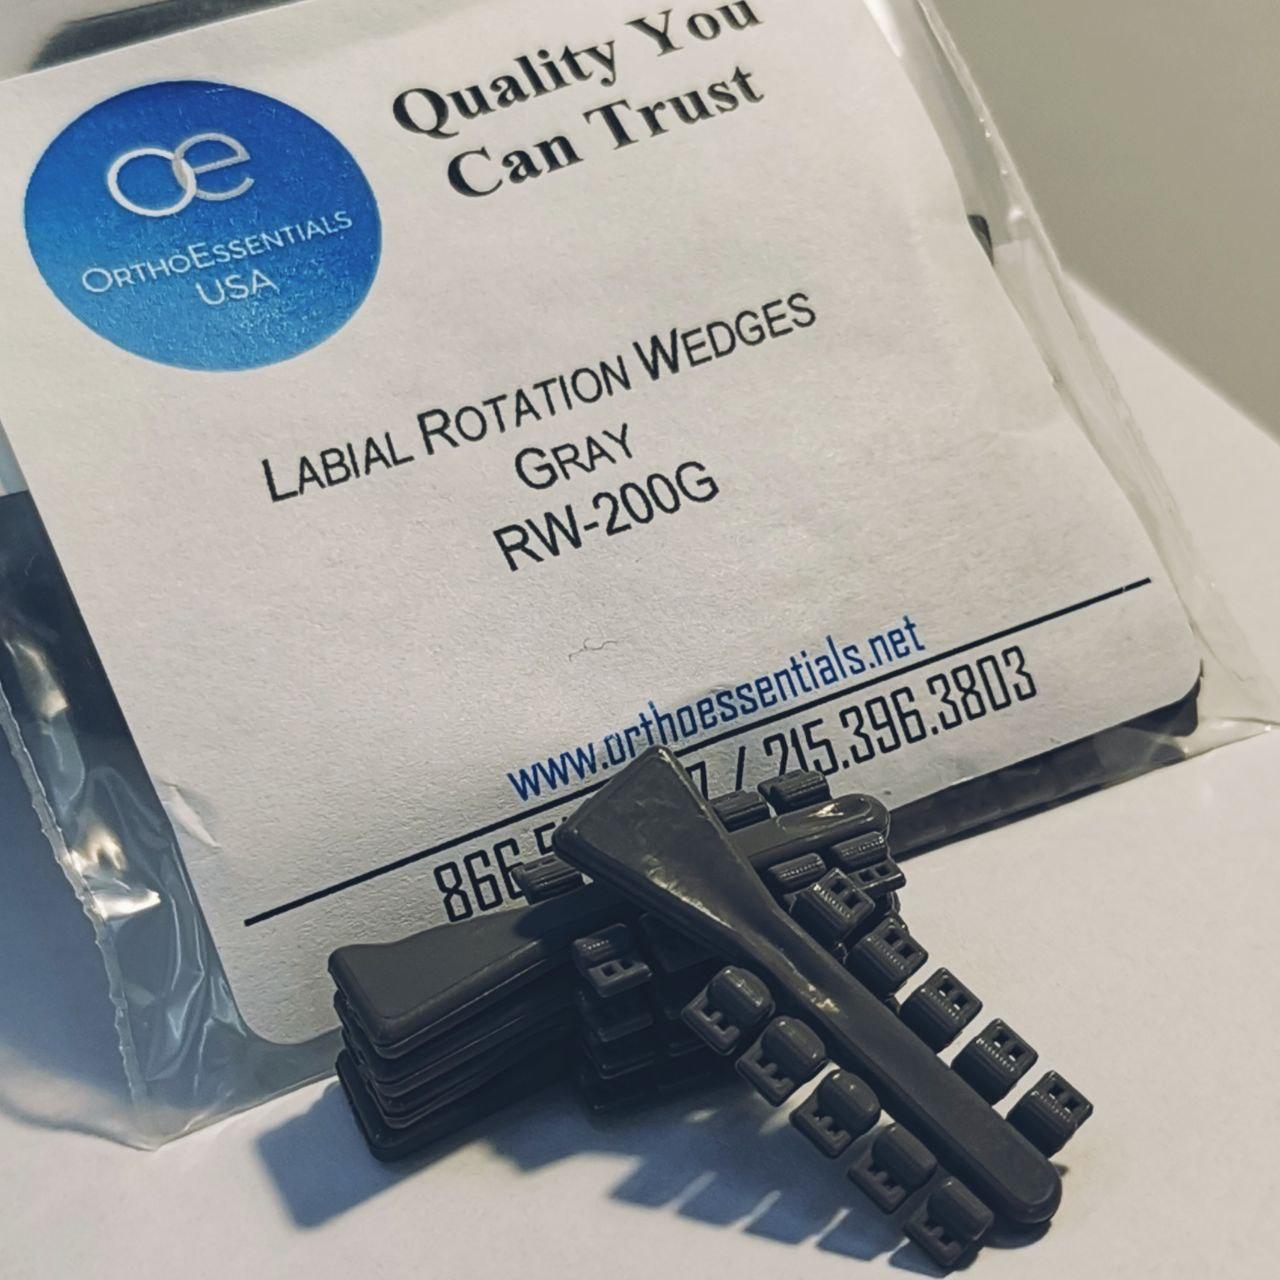 Quality You
Can Trust
oe
ORTHOESSENTIALS
USA
LABIAL ROTATION WEDGES
GRAY
RW-200G
www.orthoessentials.net
866 / 215.396.3803